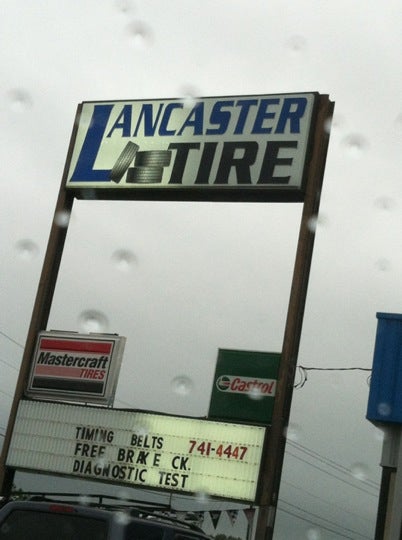 LANCASTER
TIRE
Mastercraft
TIRES
Castrol
TIMING BELTS 741-4447
FREE BRAKE CK.
DIAGNOSTIC TEST